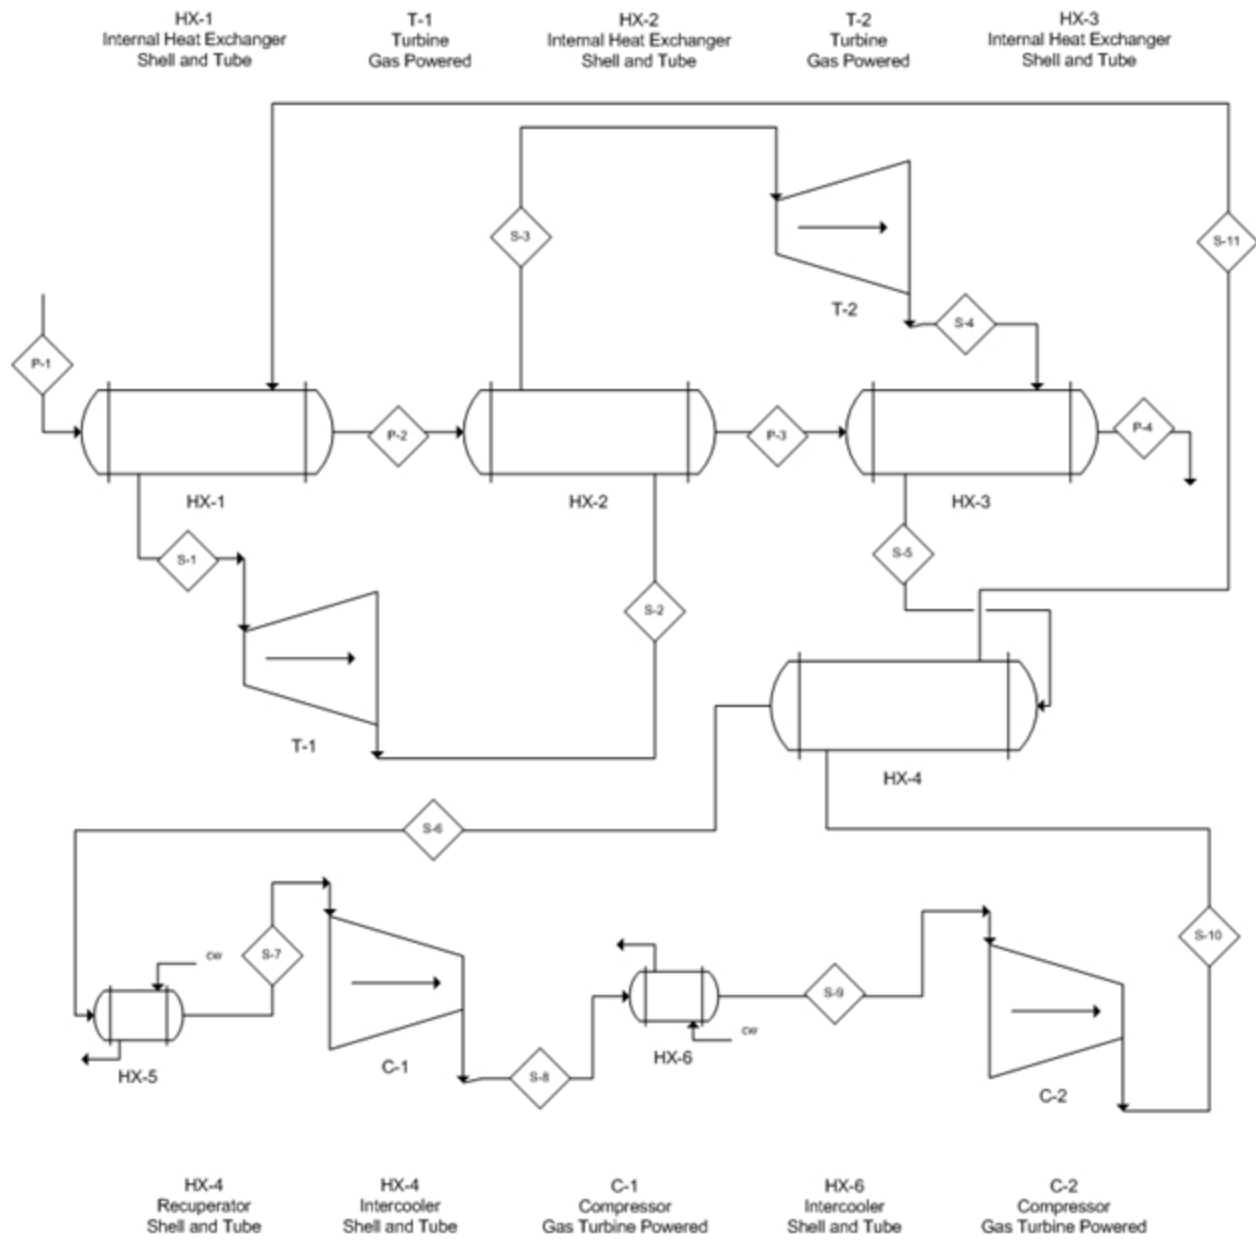 HX-1
Internal Heat Exchanger
Shell and Tube
T-1
Turbine
Gas Powered
HX-2
Internal Heat Exchanger
Shell and Tube
T-2
Turbine
Gas Powered
HX-3
Internal Heat Exchanger
Shell and Tube
S-3
S-11
T-2
S-4
P-1
P-2
P-3
P-4
HX-1
HX-2
HX-3
S-1
S-5
S-2
T-1
HX-4
S-6
S-7
CW
S-10
HX-5
C-1
S-8
HX-6
CW
S-9
C-2
HX-4
Recuperator
Shell and Tube
HX-4
Intercooler
Shell and Tube
C-1
Compressor
Gas Turbine Powered
HX-6
Intercooler
Shell and Tube
C-2
Compressor
Gas Turbine Powered